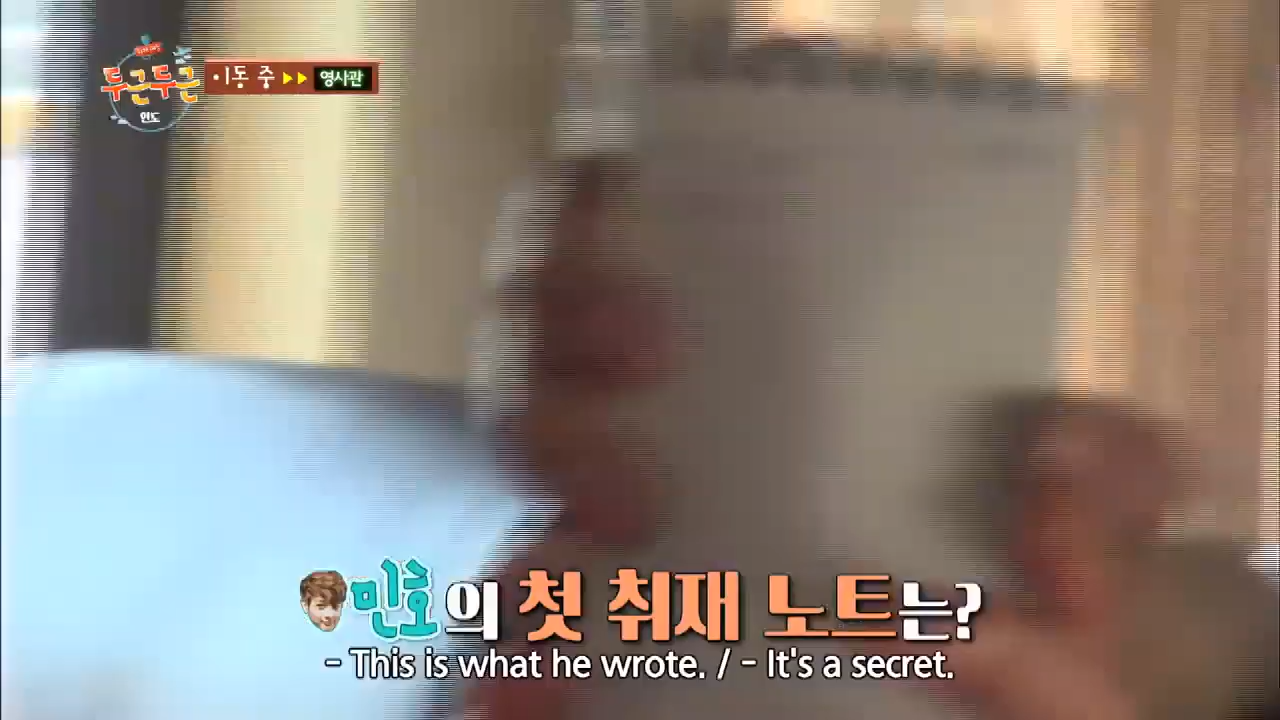 두근두근
인도
이동 중
영사관
민호의 첫 취재 노트는?
- This is what he wrote. / - It's a secret.